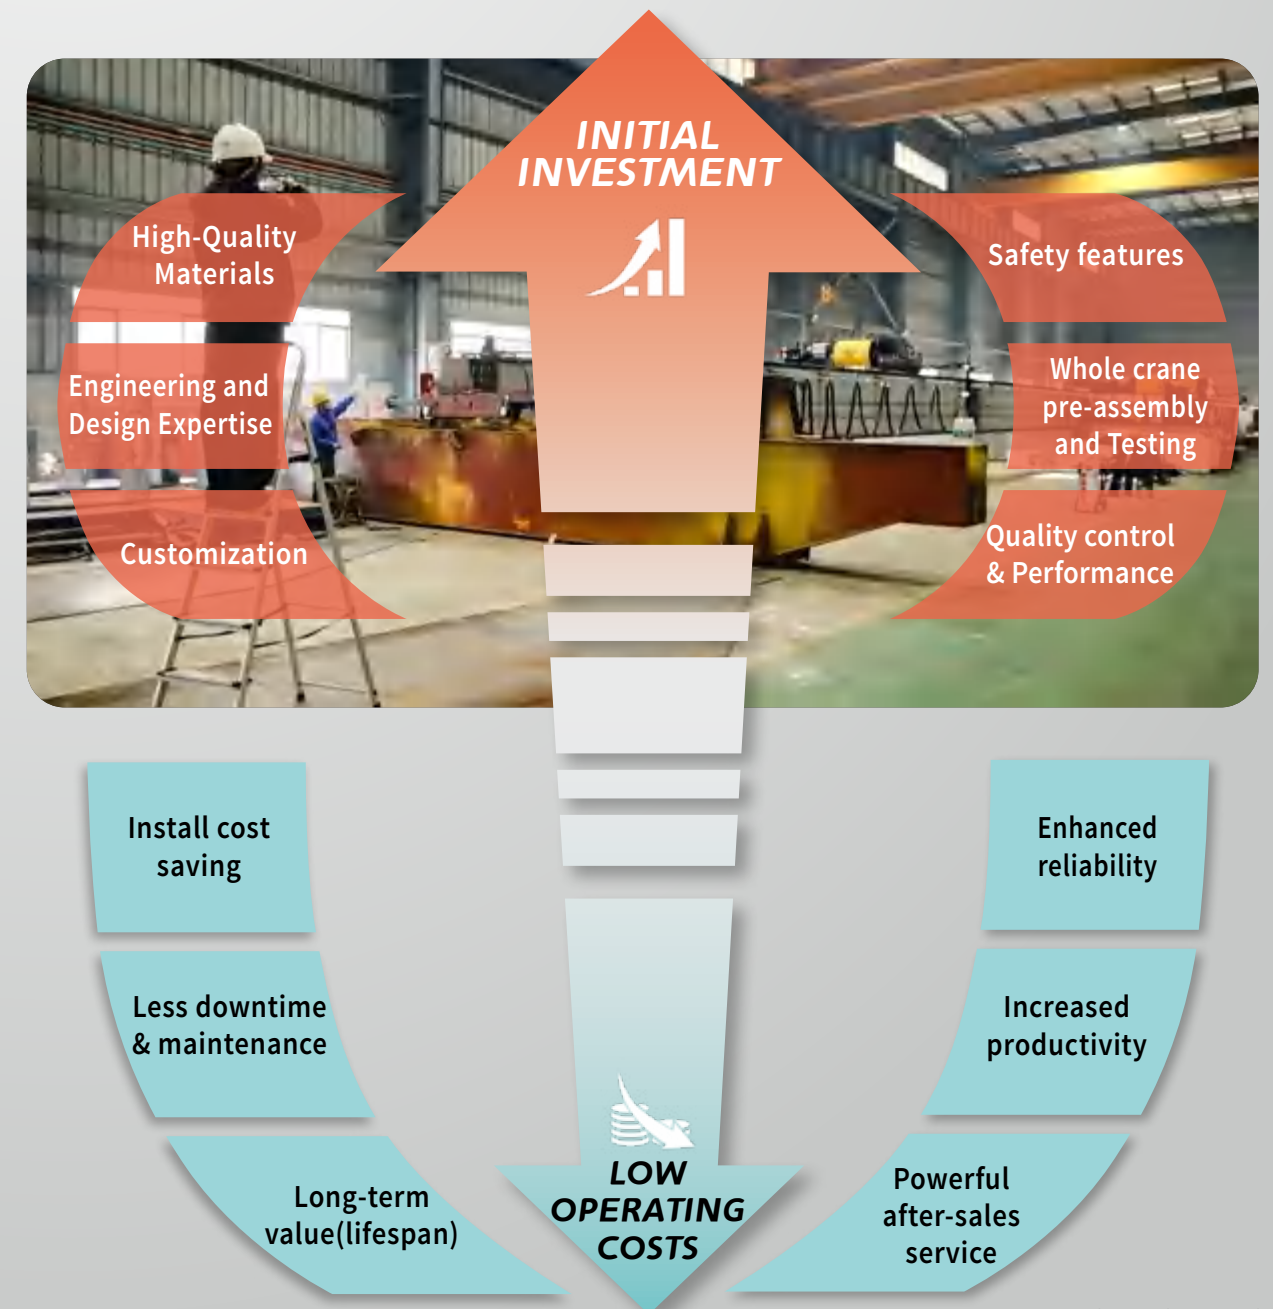 INITIAL
INVESTMENT
High-Quality
Materials
Engineering and
Design Expertise
Customization
Safety features
Whole crane
pre-assembly
and Testing
Quality control
& Performance
Install cost
saving
Less downtime
& maintenance
Long-term
value(lifespan)
Enhanced
reliability
Increased
productivity
Powerful
after-sales
service
LOW
OPERATING
COSTS